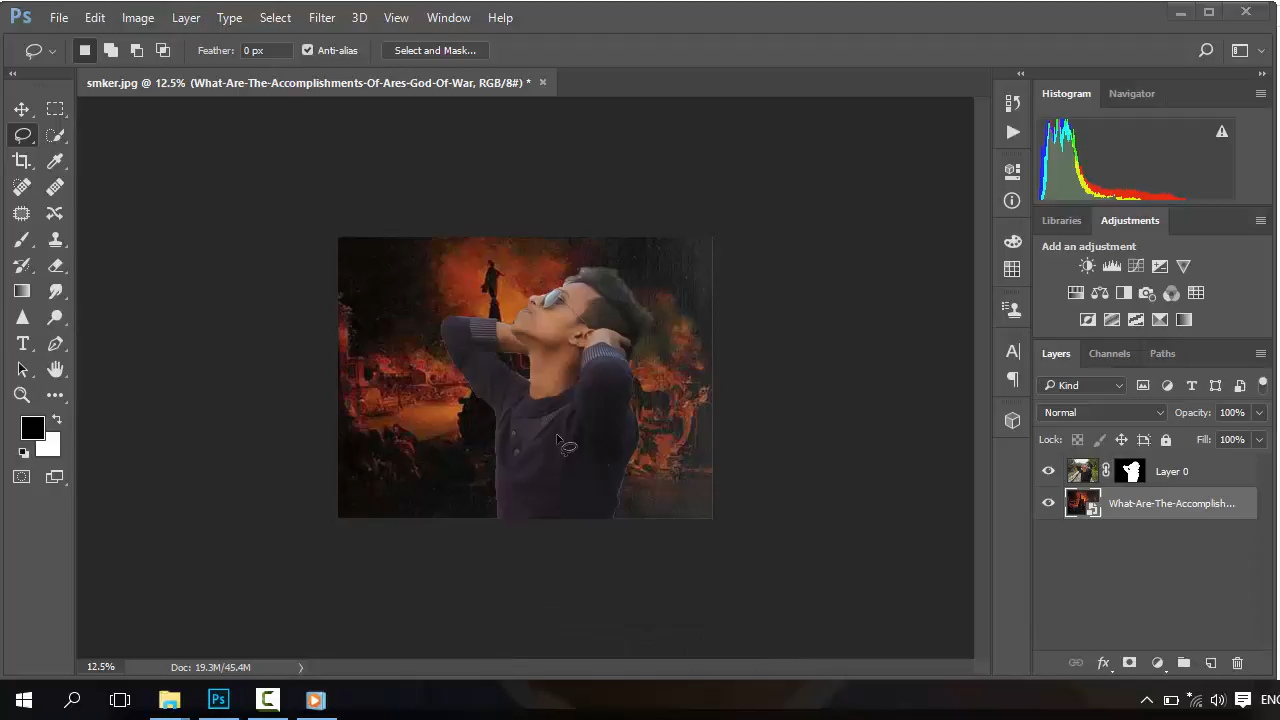 Ps File Edit Image Layer Type Select Filter 3D View Window Help
Feather: 0 px Anti-alias Select and Mask...
smker.jpg @ 12.5% (What-Are-The-Accomplishments-Of-Ares-God-Of-War, RGB/8#) * ×
Histogram Navigator
Libraries Adjustments
Add an adjustment
Layers Channels Paths
Kind
Normal Opacity: 100%
Lock: Fill: 100%
Layer 0
What-Are-The-Accomplish...
12.5% Doc: 19.3M/45.4M
Ps ENG